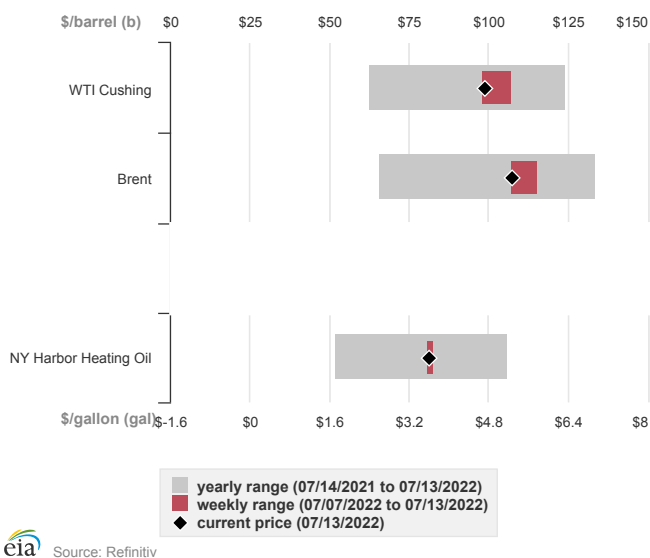 $/barrel (b) $0 $25 $50 $75 $100 $125 $150
WTI Cushing
Brent
NY Harbor Heating Oil
$/gallon (gal) $-1.6 $0 $1.6 $3.2 $4.8 $6.4 $8
yearly range (07/14/2021 to 07/13/2022)
weekly range (07/07/2022 to 07/13/2022)
current price (07/13/2022)
eia Source: Refinitiv